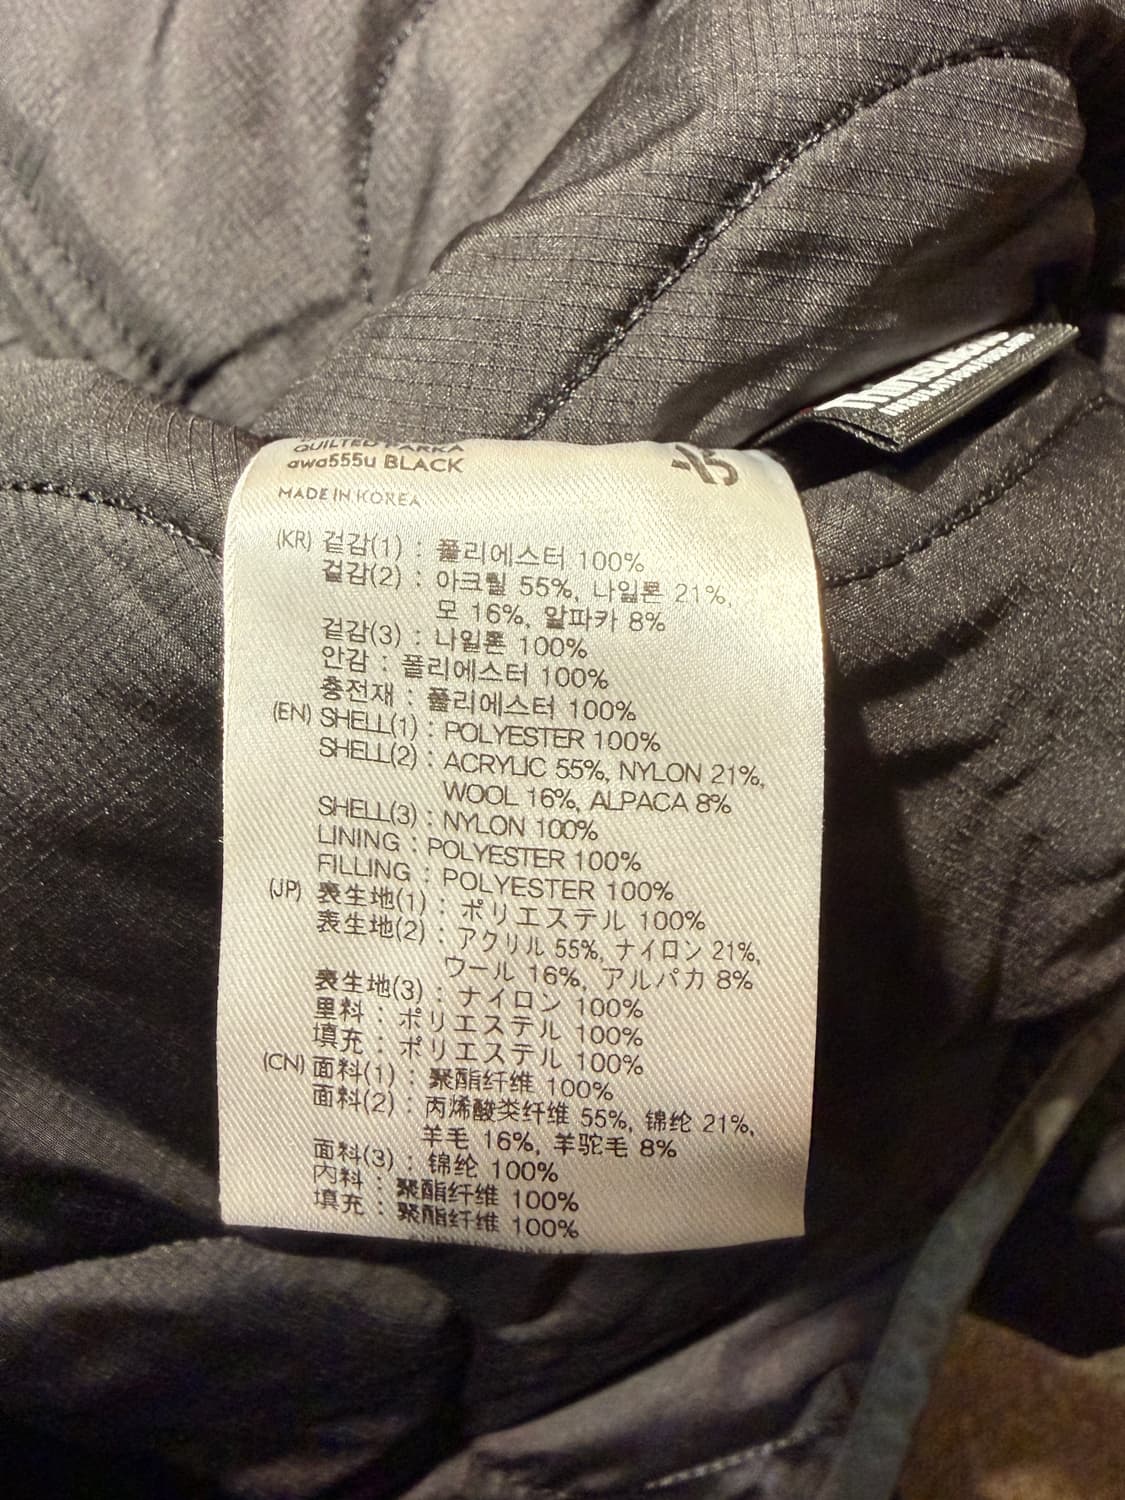 QUILTED PARKA
awa555u BLACK
MADE IN KOREA
(KR) 겉감(1) : 폴리에스터 100%
겉감(2) : 아크릴 55%, 나일론 21%,
모 16%, 알파카 8%
겉감(3) : 나일론 100%
안감 : 폴리에스터 100%
충전재 : 폴리에스터 100%
(EN) SHELL(1) : POLYESTER 100%
SHELL(2) : ACRYLIC 55%, NYLON 21%,
WOOL 16%, ALPACA 8%
SHELL(3) : NYLON 100%
LINING : POLYESTER 100%
FILLING : POLYESTER 100%
(JP) 表生地(1) : ポリエステル 100%
表生地(2) : アクリル 55%, ナイロン 21%,
ウール 16%, アルパカ 8%
表生地(3) : ナイロン 100%
里料 : ポリエステル 100%
填充 : ポリエステル 100%
(CN) 面料(1) : 聚酯纤维 100%
面料(2) : 丙烯酸类纤维 55%, 锦纶 21%,
羊毛 16%, 羊驼毛 8%
面料(3) : 锦纶 100%
内料 : 聚酯纤维 100%
填充 : 聚酯纤维 100%
Thinsulate